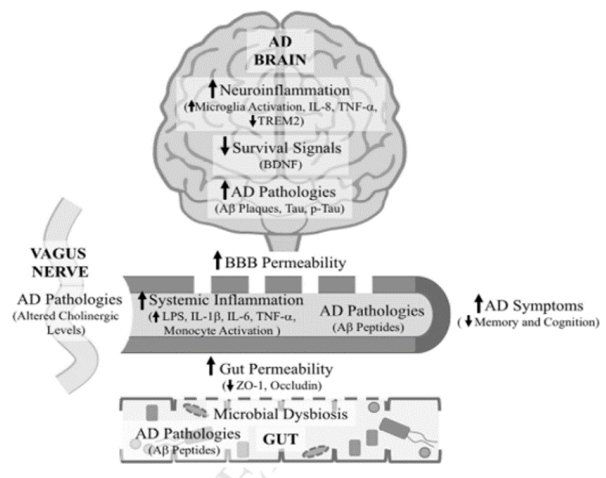 AD
BRAIN
↑Neuroinflammation
(↑Microglia Activation, IL-8, TNF-α,
↓TREM2)
↓ Survival Signals
(BDNF)
↑ AD Pathologies
(Aβ Plaques, Tau, p-Tau)
↑BBB Permeability
VAGUS
NERVE
AD Pathologies
(Altered Cholinergic
Levels)
↑Systemic Inflammation
(↑LPS, IL-1β, IL-6, TNF-α,
Monocyte Activation )
AD Pathologies
(Aβ Peptides)
↑AD Symptoms
(↓ Memory and Cognition)
↑ Gut Permeability
(↓ ZO-1, Occludin)
Microbial Dysbiosis
AD Pathologies
(Aβ Peptides)
GUT